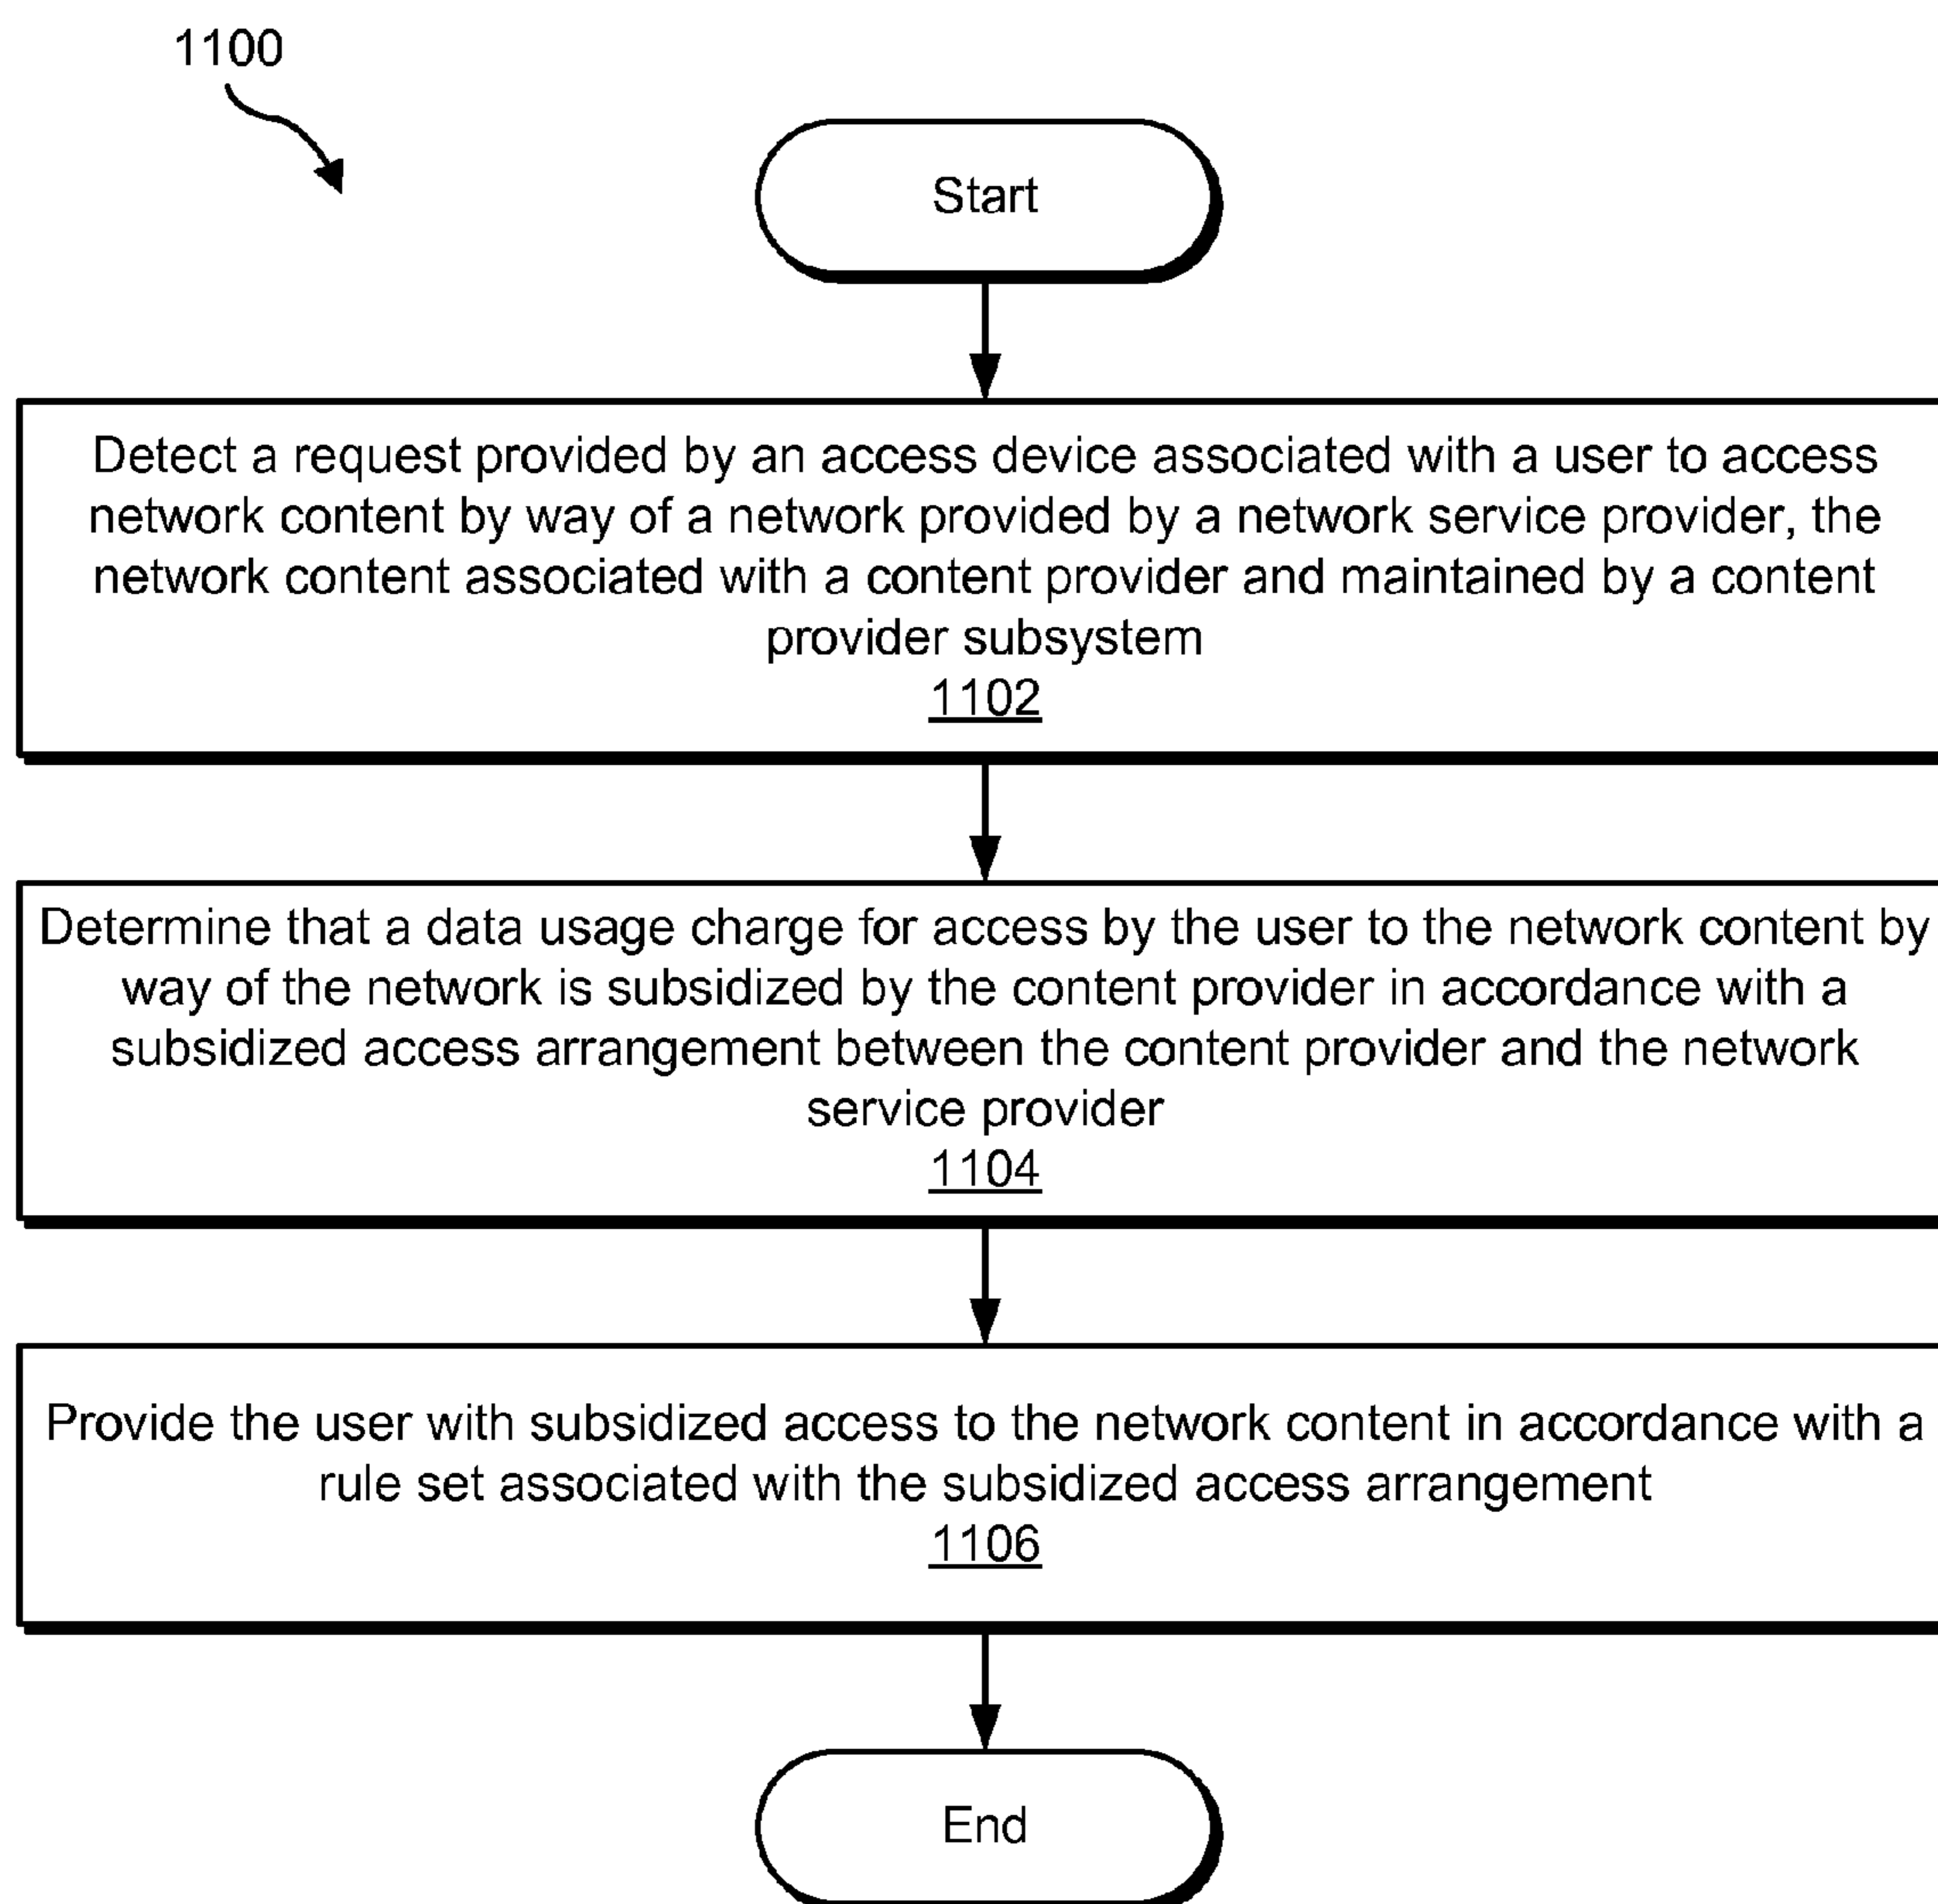 1100
Start
Detect a request provided by an access device associated with a user to access
network content by way of a network provided by a network service provider, the
network content associated with a content provider and maintained by a content
provider subsystem
1102
Determine that a data usage charge for access by the user to the network content by
way of the network is subsidized by the content provider in accordance with a
subsidized access arrangement between the content provider and the network
service provider
1104
Provide the user with subsidized access to the network content in accordance with a
rule set associated with the subsidized access arrangement
1106
End